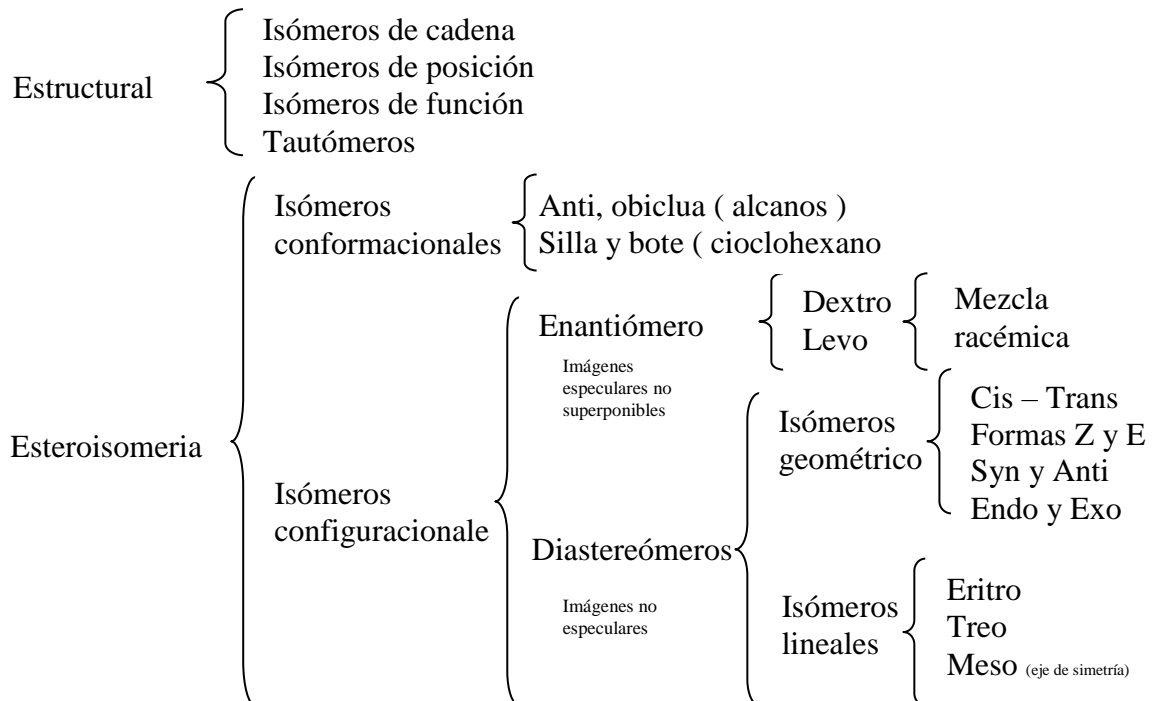 Estructural
Isómeros de cadena
Isómeros de posición
Isómeros de función
Tautómeros
Esteroisomeria
Isómeros
conformacionales
Anti, obiclua ( alcanos )
Silla y bote ( cioclohexano
Isómeros
configuracionale
Enantiómero
Imágenes
especulares no
superponibles
Dextro
Levo
Mezcla
racémica
Diastereómeros
Imágenes no
especulares
Isómeros
geométrico
Cis – Trans
Formas Z y E
Syn y Anti
Endo y Exo
Isómeros
lineales
Eritro
Treo
Meso (eje de simetría)